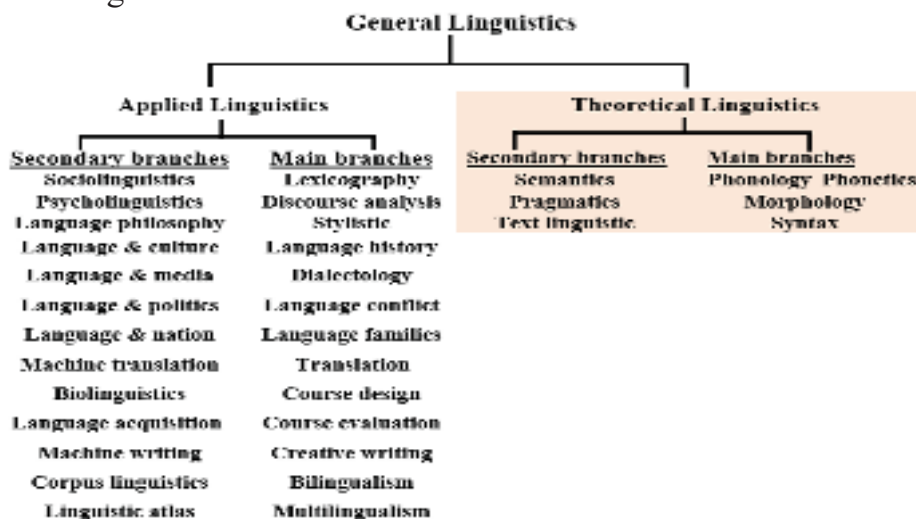 General Linguistics
Applied Linguistics
Secondary branches
Sociolinguistics
Psycholinguistics
Language philosophy
Language & culture
Language & media
Language & politics
Language & nation
Machine translation
Biolinguistics
Language acquisition
Machine writing
Corpus linguistics
Linguistic atlas
Main branches
Lexicography
Discourse analysis
Stylistic
Language history
Dialectology
Language conflict
Language families
Translation
Course design
Course evaluation
Creative writing
Bilingualism
Multilingualism
Theoretical Linguistics
Secondary branches
Semantics
Pragmatics
Text linguistic
Main branches
Phonology Phonetics
Morphology
Syntax